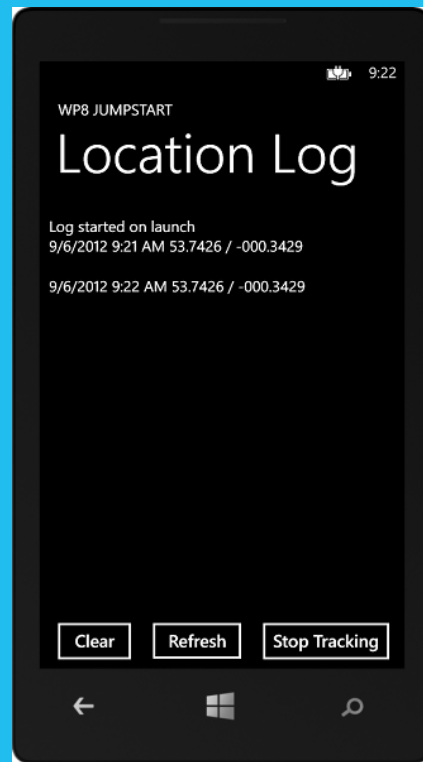 9:22
WP8 JUMPSTART
Location Log
Log started on launch
9/6/2012 9:21 AM 53.7426 / -000.3429
9/6/2012 9:22 AM 53.7426 / -000.3429
Clear Refresh Stop Tracking